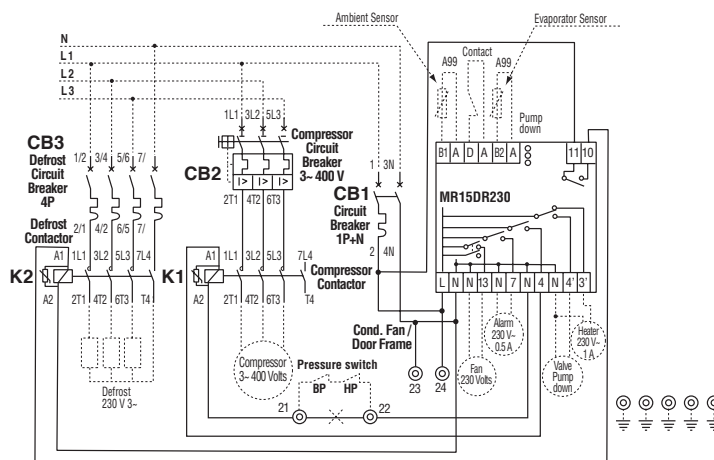 Ambient Sensor
Evaporator Sensor
N
L1
L2
L3
A99
Contact
A99
Pump
down
B1 A D A B2 A
11 10
MR15DR230
CB3
Defrost
Circuit
Breaker
4P
1/2 3/4 5/6 7/
2/1 4/2 6/5 7/
1L1 3L2 5L3
CB2
Compressor
Circuit
Breaker
3~ 400 V
I> I> I>
2T1 4T2 6T3
1 3N
CB1
Circuit
Breaker
1P+N
2 4N
Defrost
Contactor
K2
A1
A2
1L1 3L2 5L3 7L4
2T1 4T2 6T3 T4
K1
A1
A2
1L1 3L2 5L3 7L4
2T1 4T2 6T3 T4
Compressor
Contactor
L N N 13 N 7 N 4 N 4' 3'
Cond. Fan /
Door Frame
23 24
Alarm
230 V~
0.5 A
Fan
230 Volts
Valve
Pump
down
Heater
230 V~
1 A
Defrost
230 V 3~
Compressor
3~ 400 Volts
Pressure switch
BP HP
21 22